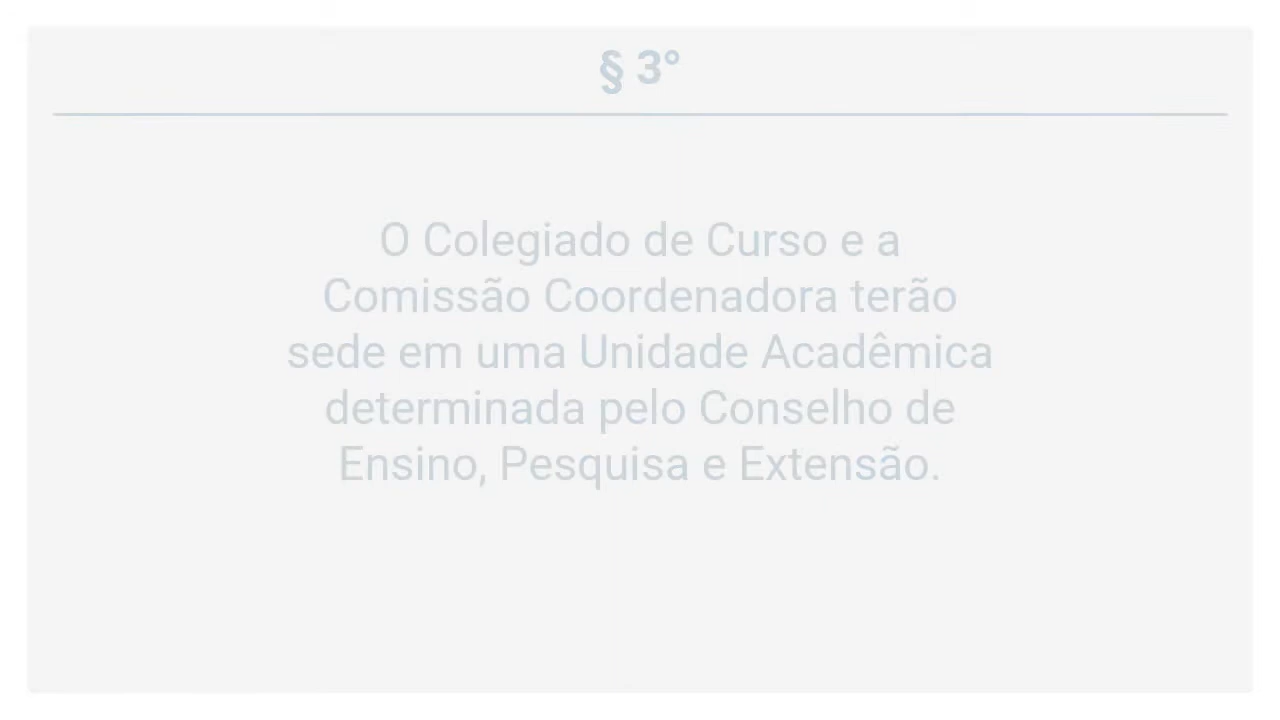 § 3°
O Colegiado de Curso e a
Comissão Coordenadora terão
sede em uma Unidade Acadêmica
determinada pelo Conselho de
Ensino, Pesquisa e Extensão.